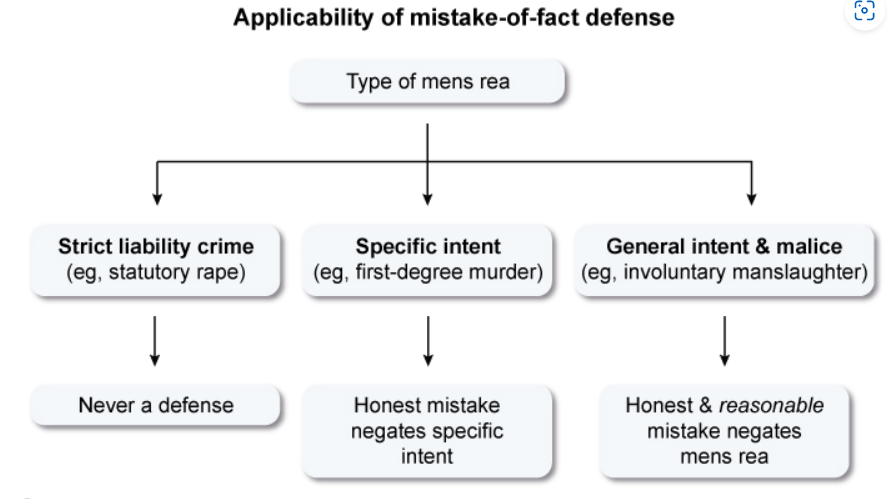 Applicability of mistake-of-fact defense
Type of mens rea
Strict liability crime
(eg, statutory rape)
Specific intent
(eg, first-degree murder)
General intent & malice
(eg, involuntary manslaughter)
Never a defense
Honest mistake
negates specific
intent
Honest & reasonable
mistake negates
mens rea